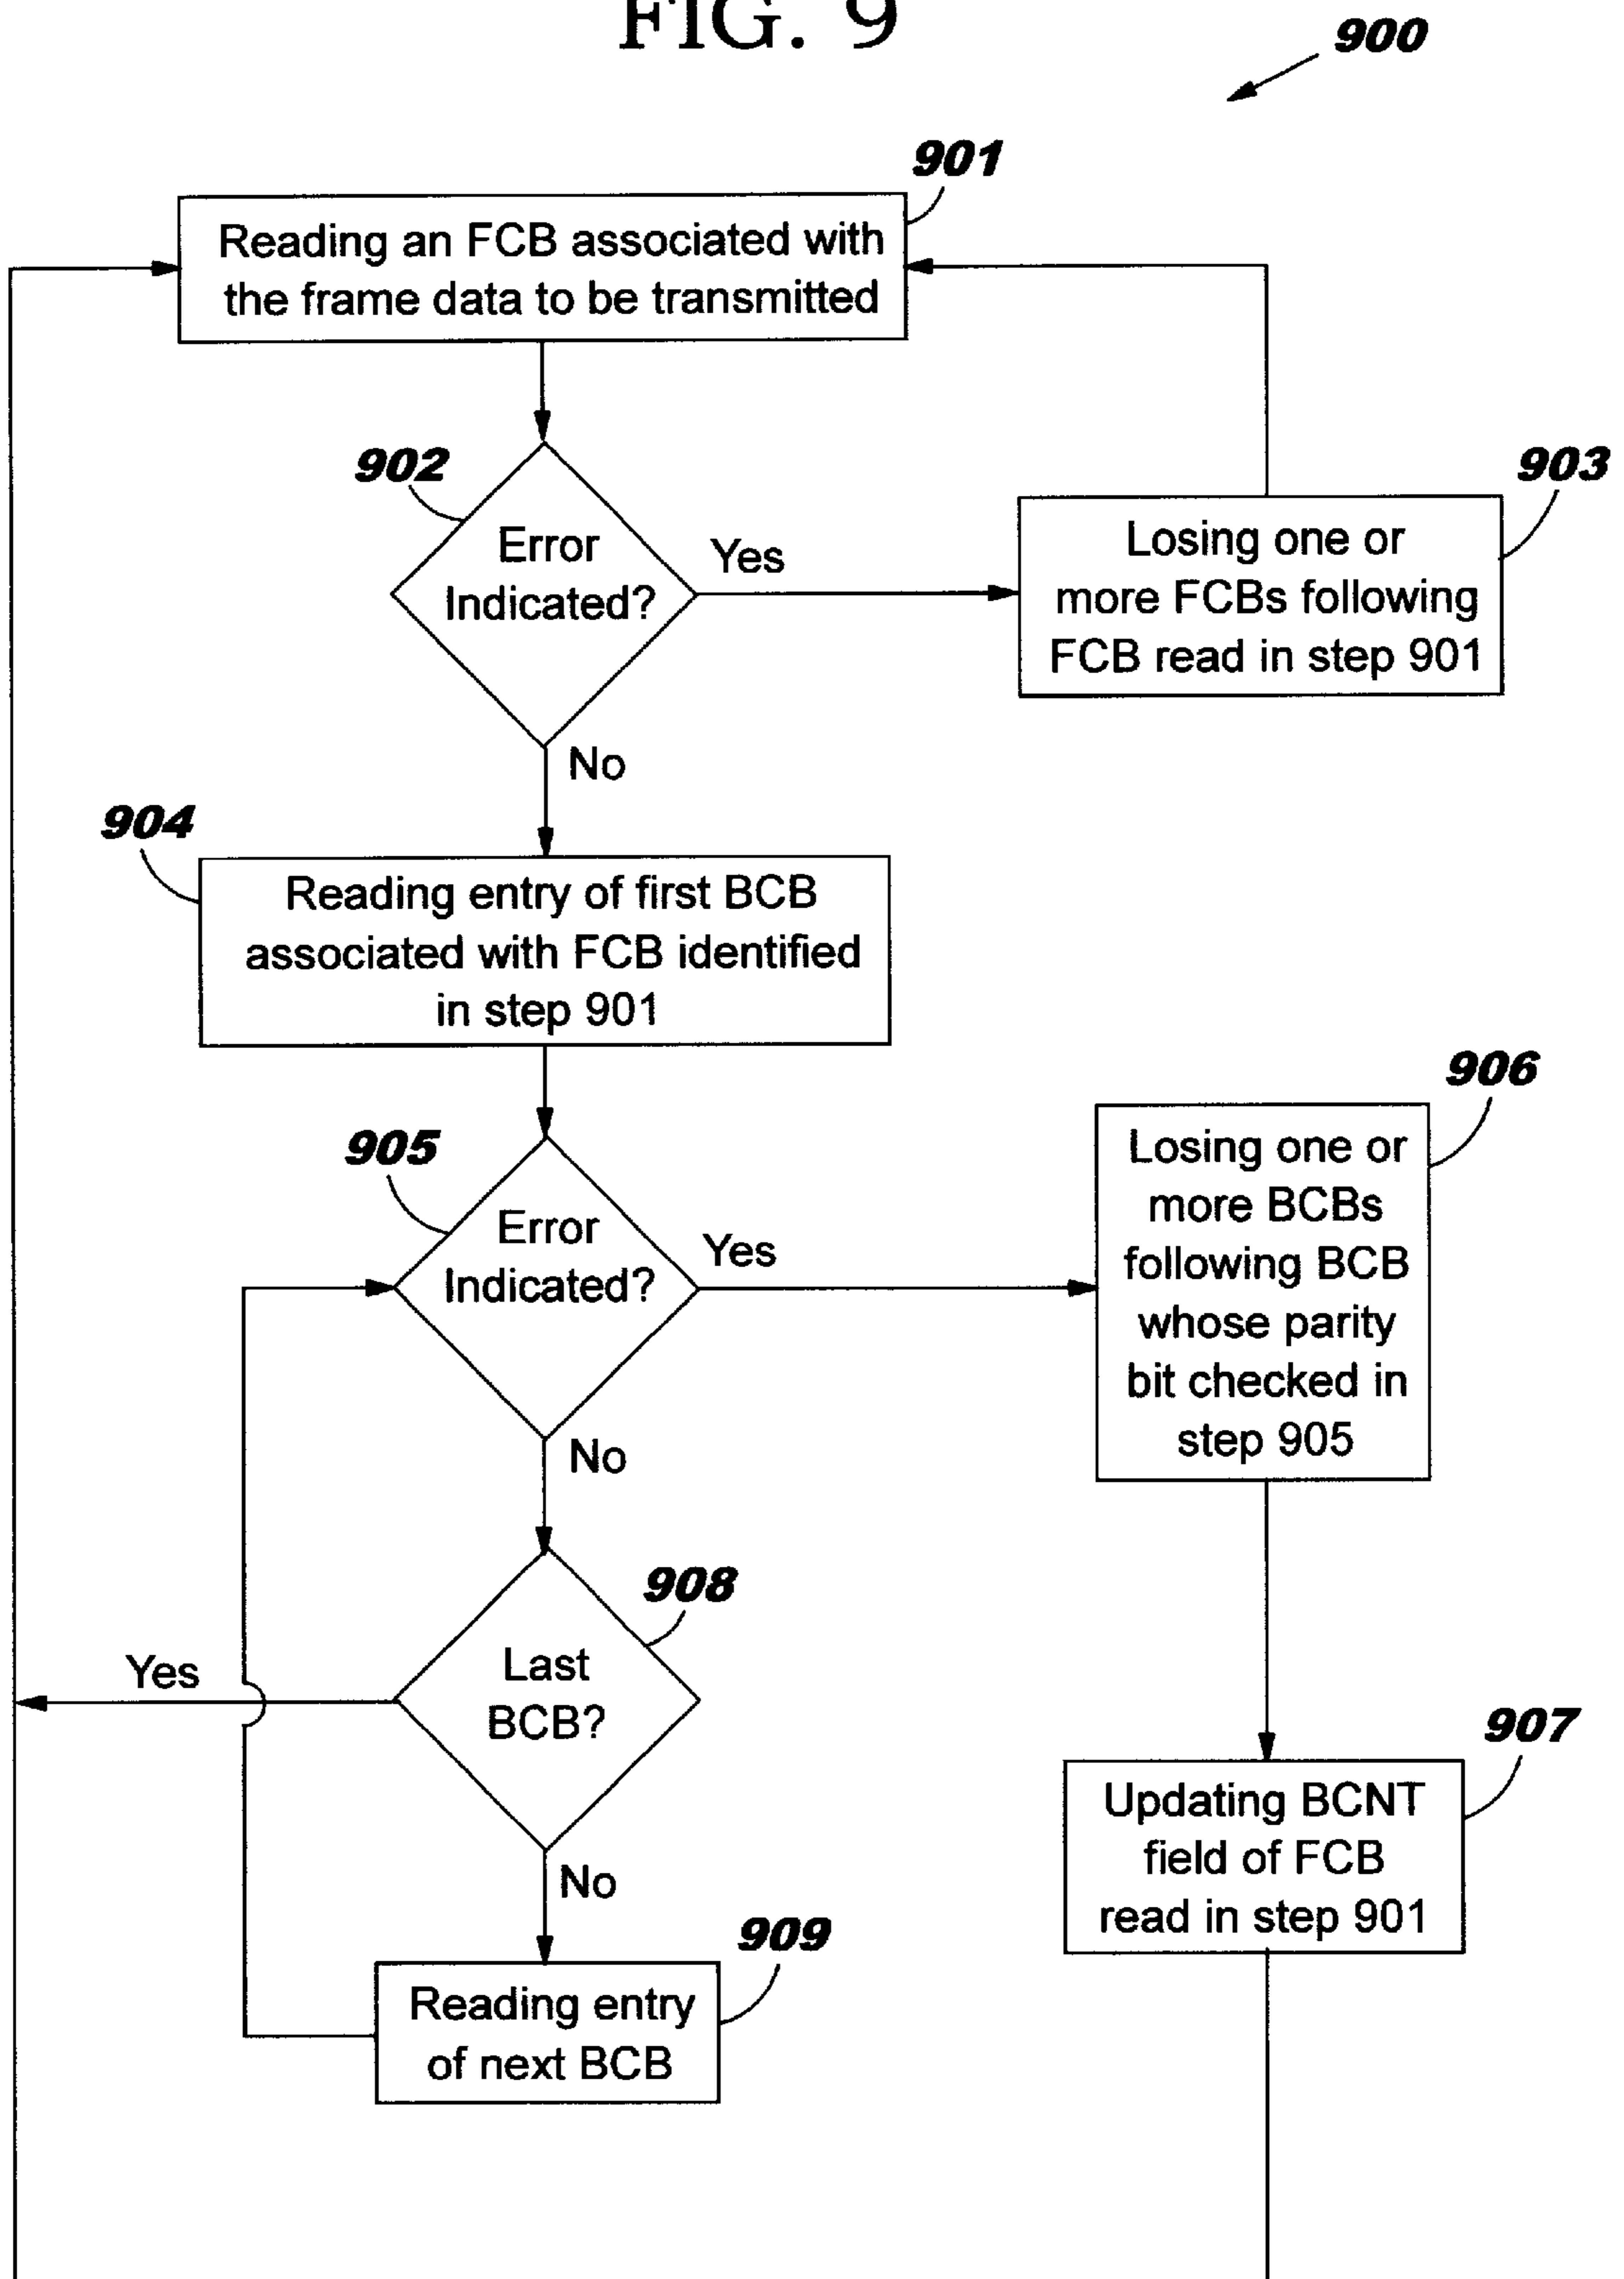 FIG. 9
900
901
Reading an FCB associated with
the frame data to be transmitted
902
Error
Indicated?
Yes
903
Losing one or
more FCBs following
FCB read in step 901
No
904
Reading entry of first BCB
associated with FCB identified
in step 901
905
Error
Indicated?
Yes
906
Losing one or
more BCBs
following BCB
whose parity
bit checked in
step 905
No
908
Last
BCB?
Yes
907
Updating BCNT
field of FCB
read in step 901
No
909
Reading entry
of next BCB